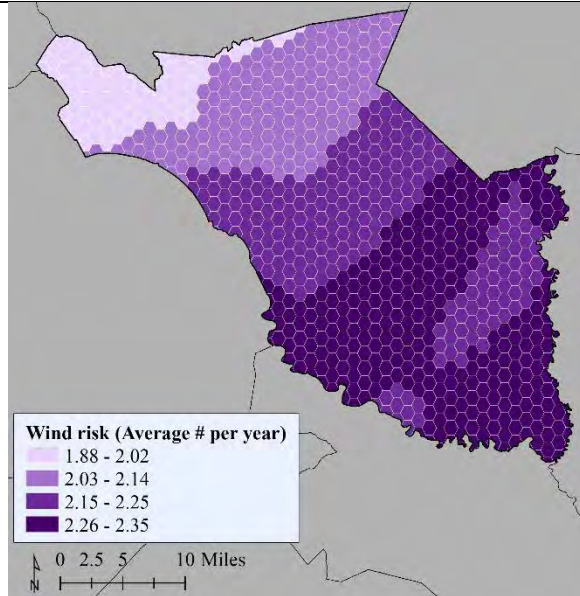 Wind risk (Average # per year)
1.88 - 2.02
2.03 - 2.14
2.15 - 2.25
2.26 - 2.35
N
0 2.5 5 10 Miles